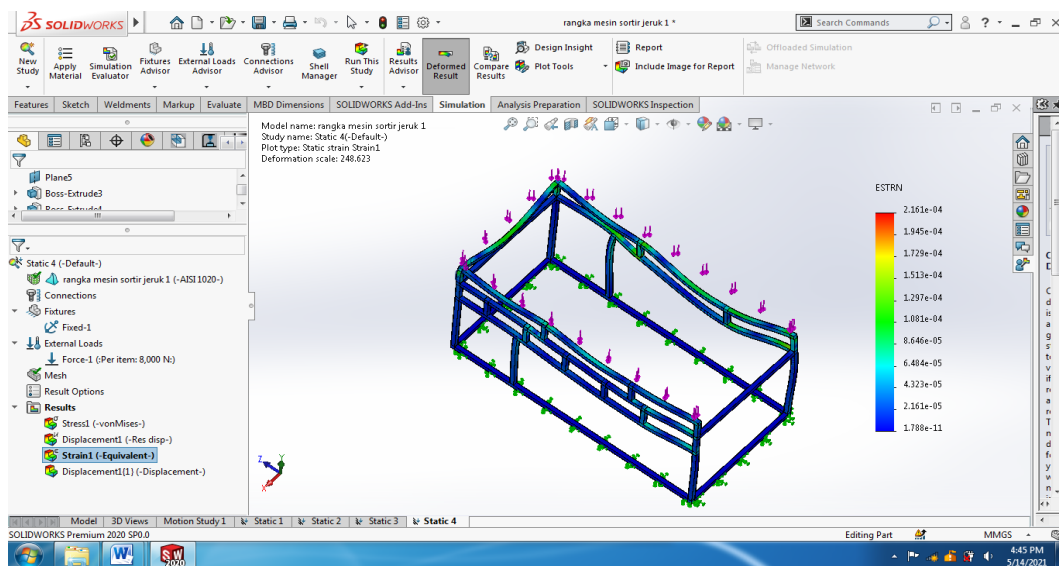 SOLIDWORKS
rangka mesin sortir jeruk 1 *
Search Commands
New Study
Apply Material
Simulation Evaluator
Fixtures Advisor
External Loads Advisor
Connections Advisor
Shell Manager
Run This Study
Results Advisor
Deformed Result
Compare Results
Design Insight
Plot Tools
Report
Include Image for Report
Offloaded Simulation
Manage Network
Features Sketch Weldments Markup Evaluate MBD Dimensions SOLIDWORKS Add-Ins Simulation Analysis Preparation SOLIDWORKS Inspection
Plane5
Boss-Extrude3
Boss-Extrude4
Static 4 (-Default-)
rangka mesin sortir jeruk 1 (-AISI 1020-)
Connections
Fixtures
Fixed-1
External Loads
Force-1 (:Per item: 8,000 N:)
Mesh
Result Options
Results
Stress1 (-vonMises-)
Displacement1 (-Res disp-)
Strain1 (-Equivalent-)
Displacement1{1} (-Displacement-)
Model name: rangka mesin sortir jeruk 1
Study name: Static 4(-Default-)
Plot type: Static strain Strain1
Deformation scale: 248.623
ESTRN
2.161e-04
1.945e-04
1.729e-04
1.513e-04
1.297e-04
1.081e-04
8.646e-05
6.484e-05
4.323e-05
2.161e-05
1.788e-11
Z Y X
Model 3D Views Motion Study 1 Static 1 Static 2 Static 3 Static 4
SOLIDWORKS Premium 2020 SP0.0
Editing Part
MMGS
4:45 PM
5/14/2021